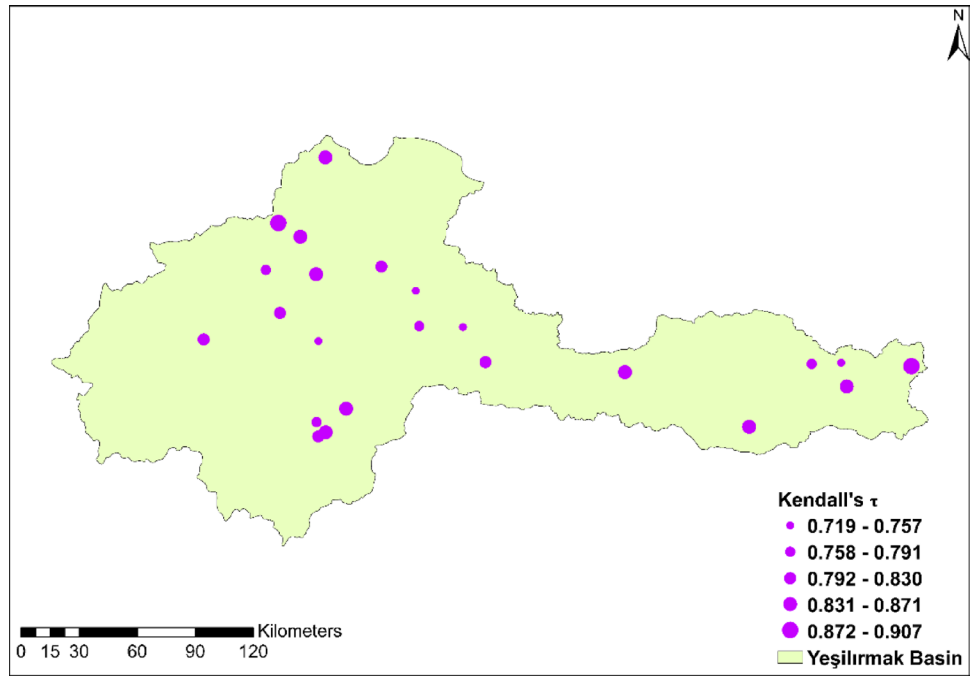 N
Kendall's τ
0.719 - 0.757
0.758 - 0.791
0.792 - 0.830
0.831 - 0.871
0.872 - 0.907
Yeşilırmak Basin
Kilometers
0 15 30 60 90 120